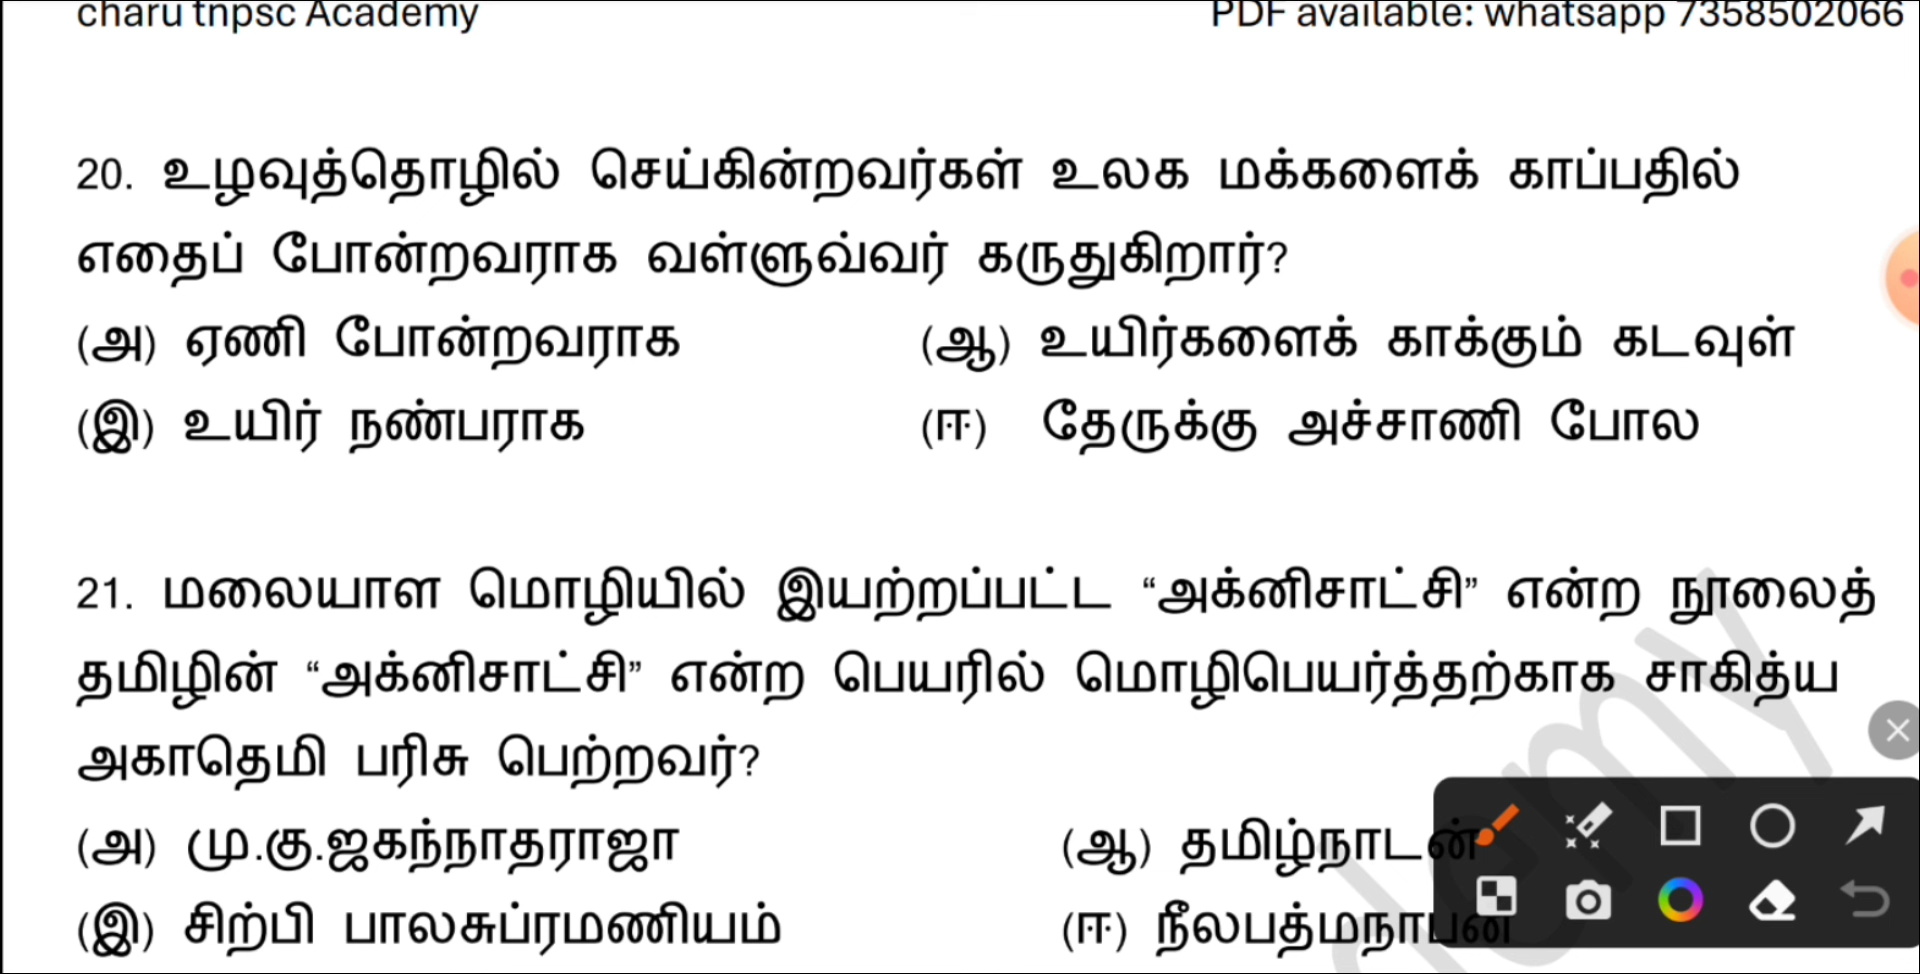 charu tnpsc Academy PDF available: whatsapp 7358502066
20. உழவுத்தொழில் செய்கின்றவர்கள் உலக மக்களைக் காப்பதில்
எதைப் போன்றவராக வள்ளுவ்வர் கருதுகிறார்?
(அ) ஏணி போன்றவராக (ஆ) உயிர்களைக் காக்கும் கடவுள்
(இ) உயிர் நண்பராக (ஈ) தேருக்கு அச்சாணி போல
21. மலையாள மொழியில் இயற்றப்பட்ட “அக்னிசாட்சி” என்ற நூலைத்
தமிழின் “அக்னிசாட்சி” என்ற பெயரில் மொழிபெயர்த்தற்காக சாகித்ய
அகாதெமி பரிசு பெற்றவர்?
(அ) மு.கு.ஜகந்நாதராஜா (ஆ) தமிழ்நாடன்
(இ) சிற்பி பாலசுப்ரமணியம் (ஈ) நீலபத்மநாபன்